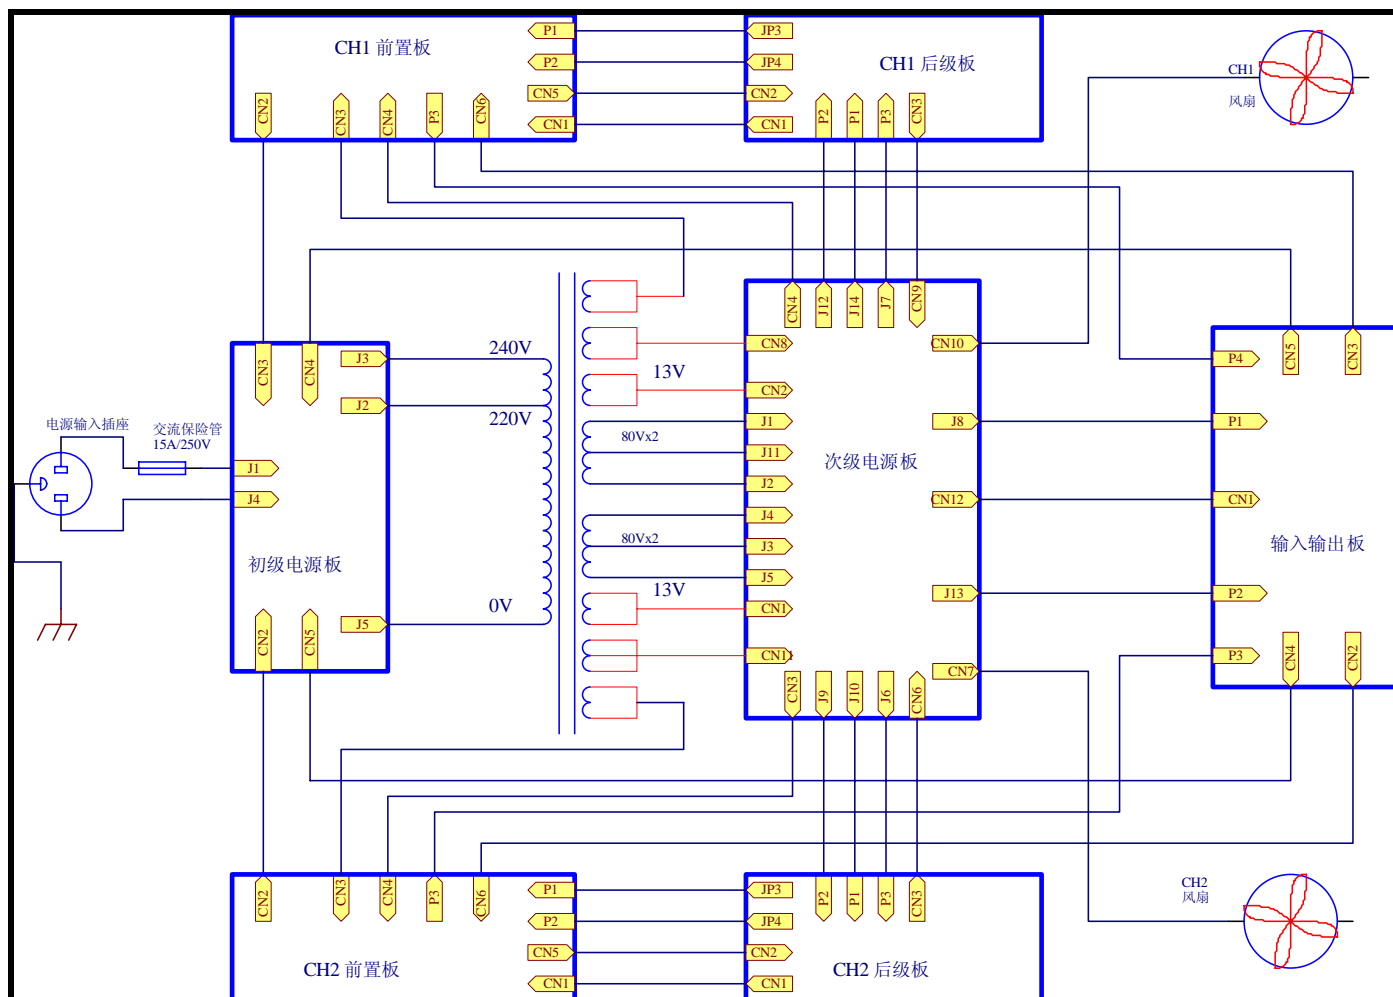 CH1 前置板
P1
P2
CN5
CN1
CN2
CN3
CN4
P3
CN6
JP3
JP4
CN2
CN1
CH1 后级板
P2
P1
P3
CN3
CH1
风扇
CN3
CN4
J3
J2
J1
J4
初级电源板
CN2
CN5
J5
电源输入插座
交流保险管
15A/250V
240V
220V
0V
13V
80Vx2
80Vx2
13V
CN4
J12
J14
J7
CN9
CN8
CN2
J1
J11
J2
J4
J3
J5
CN1
CN11
次级电源板
CN10
J8
CN12
J13
CN7
CN3
J9
J10
J6
CN6
CN5
CN3
P4
P1
CN1
输入输出板
P2
P3
CN4
CN2
CN2
CN3
CN4
P3
CN6
P1
P2
CN5
CN1
CH2 前置板
P2
P1
P3
CN3
JP3
JP4
CN2
CN1
CH2 后级板
CH2
风扇